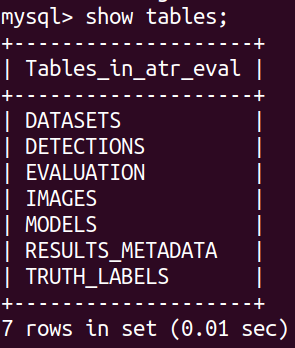 mysql> show tables;
+--------------------+
| Tables_in_atr_eval |
+--------------------+
| DATASETS           |
| DETECTIONS         |
| EVALUATION         |
| IMAGES             |
| MODELS             |
| RESULTS_METADATA   |
| TRUTH_LABELS       |
+--------------------+
7 rows in set (0.01 sec)